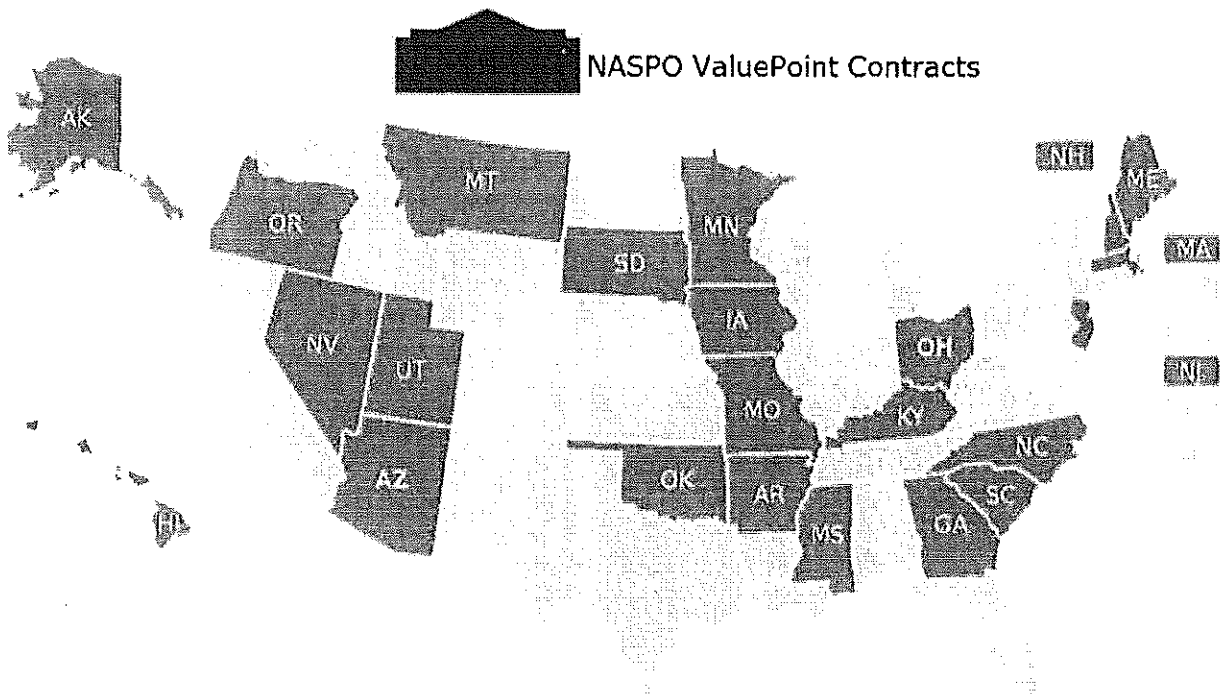 NASPO ValuePoint Contracts
AK
NH
ME
MT
OR
MN
MA
SD
IA
NV
OH
UT
NJ
MO
KY
NC
AZ
OK
AR
SC
HI
MS
GA